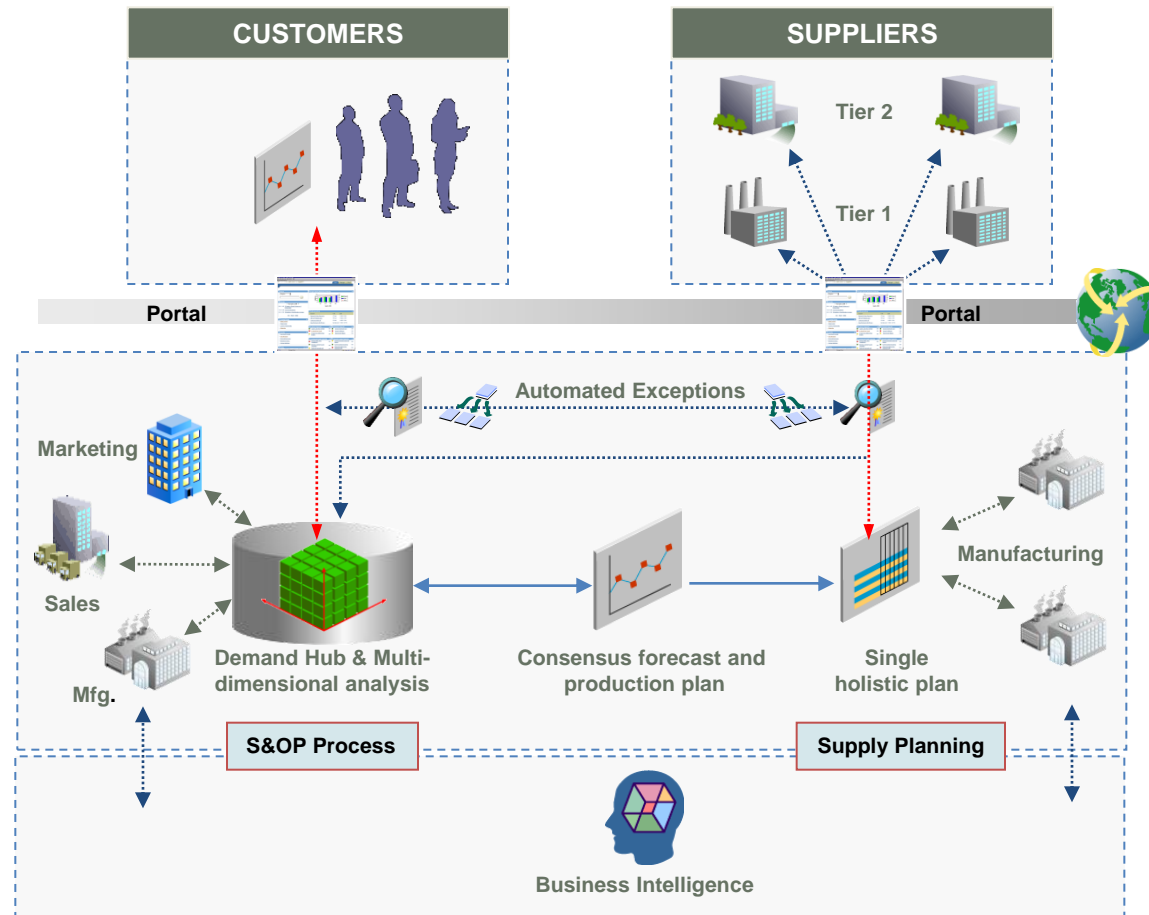 CUSTOMERS
SUPPLIERS
Tier 2
Tier 1
Portal
Portal
Automated Exceptions
Marketing
Sales
Mfg.
Manufacturing
Demand Hub & Multi-
dimensional analysis
Consensus forecast and
production plan
Single
holistic plan
S&OP Process
Supply Planning
Business Intelligence